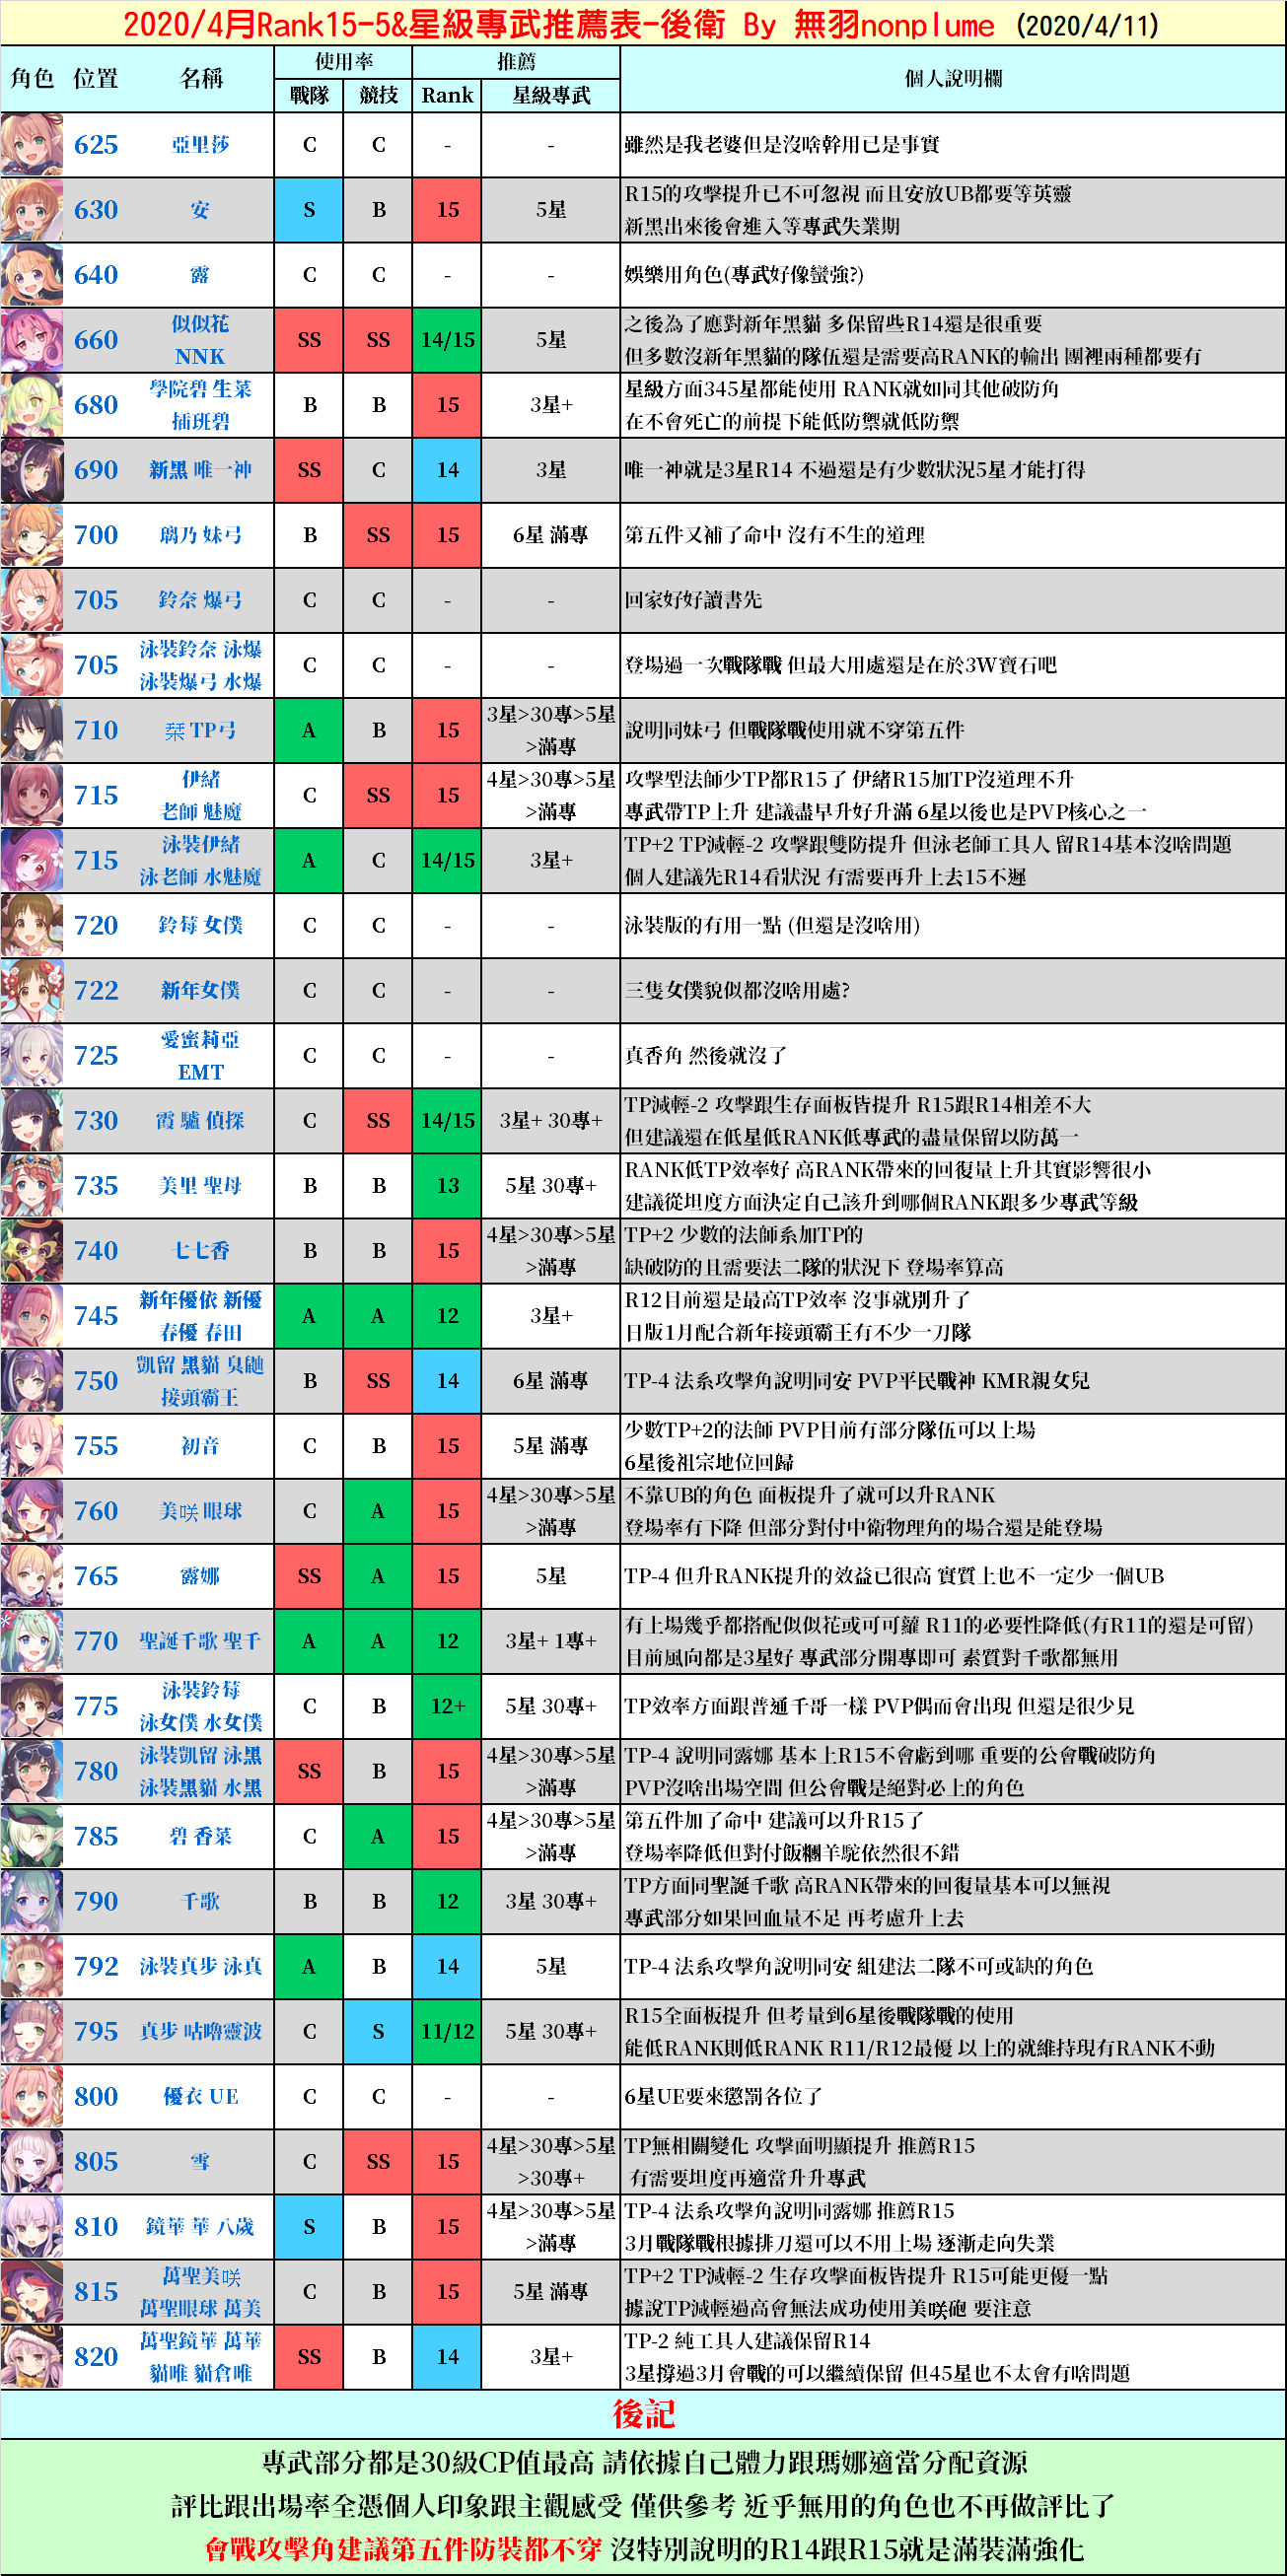 2020/4月Rank15-5&星級專武推薦表-後衛 By 無羽nonplume (2020/4/11)
角色 位置 名稱 使用率 推薦 個人說明欄
戰隊 競技 Rank 星級專武
625 亞里莎 C C - - 雖然是我老婆但是沒啥幹用已是事實
630 安 S B 15 5星 R15的攻擊提升已不可忽視 而且安放UB都要等英靈
新黑出來後會進入等專武失業期
640 露 C C - - 娛樂用角色(專武好像蠻強?)
660 似似花 SS SS 14/15 5星 之後為了應對新年黑貓 多保留些R14還是很重要
NNK 但多數沒新年黑貓的隊伍還是需要高RANK的輸出 團裡兩種都要有
680 學院碧 生菜 B B 15 3星+ 星級方面345星都能使用 RANK就如同其他破防角
插班碧 在不會死亡的前提下能低防禦就低防禦
690 新黑 唯一神 SS C 14 3星 唯一神就是3星R14 不過還是有少數狀況5星才能打得
700 璃乃 妹弓 B SS 15 6星 滿專 第五件又補了命中 沒有不生的道理
705 鈴奈 爆弓 C C - - 回家好好讀書先
705 泳裝鈴奈 泳爆 C C - - 登場過一次戰隊戰 但最大用處還是在於3W寶石吧
泳裝爆弓 水爆
710 栞 TP弓 A B 15 3星>30專>5星 說明同妹弓 但戰隊戰使用就不穿第五件
>滿專
715 伊緒 C SS 15 4星>30專>5星 攻擊型法師少TP都R15了 伊緒R15加TP沒道理不升
老師 魅魔 >滿專 專武帶TP上升 建議盡早升好升滿 6星以後也是PVP核心之一
715 泳裝伊緒 A C 14/15 3星+ TP+2 TP減輕-2 攻擊跟雙防提升 但泳老師工具人 留R14基本沒啥問題
泳老師 水魅魔 個人建議先R14看狀況 有需要再升上去15不遲
720 鈴莓 女僕 C C - - 泳裝版的有用一點 (但還是沒啥用)
722 新年女僕 C C - - 三隻女僕貌似都沒啥用處?
725 愛蜜莉亞 C C - - 真香角 然後就沒了
EMT
730 霞 驢 偵探 C SS 14/15 3星+ 30專+ TP減輕-2 攻擊跟生存面板皆提升 R15跟R14相差不大
但建議還在低星低RANK低專武的盡量保留以防萬一
735 美里 聖母 B B 13 5星 30專+ RANK低TP效率好 高RANK帶來的回復量上升其實影響很小
建議從坦度方面決定自己該升到哪個RANK跟多少專武等級
740 七七香 B B 15 4星>30專>5星 TP+2 少數的法師系加TP的
>滿專 缺破防的且需要法二隊的狀況下 登場率算高
745 新年優依 新優 A A 12 3星+ R12目前還是最高TP效率 沒事就別升了
春優 春田 日版1月配合新年接頭霸王有不少一刀隊
750 凱留 黑貓 臭鼬 B SS 14 6星 滿專 TP-4 法系攻擊角說明同安 PVP平民戰神 KMR親女兒
接頭霸王
755 初音 C B 15 5星 滿專 少數TP+2的法師 PVP目前有部分隊伍可以上場
6星後祖宗地位回歸
760 美咲 眼球 C A 15 4星>30專>5星 不靠UB的角色 面板提升了就可以升RANK
>滿專 登場率有下降 但部分對付中衛物理角的場合還是能登場
765 露娜 SS A 15 5星 TP-4 但升RANK提升的效益已很高 實質上也不一定少一個UB
770 聖誕千歌 聖千 A A 12 3星+ 1專+ 有上場幾乎都搭配似似花或可可蘿 R11的必要性降低(有R11的還是可留)
目前風向都是3星好 專武部分開專即可 素質對千歌都無用
775 泳裝鈴莓 C B 12+ 5星 30專+ TP效率方面跟普通千哥一樣 PVP偶而會出現 但還是很少見
泳女僕 水女僕
780 泳裝凱留 泳黑 SS B 15 4星>30專>5星 TP-4 說明同露娜 基本上R15不會虧到哪 重要的公會戰破防角
泳裝黑貓 水黑 >滿專 PVP沒啥出場空間 但公會戰是絕對必上的角色
785 碧 香菜 C A 15 4星>30專>5星 第五件加了命中 建議可以升R15了
>滿專 登場率降低但對付飯糰羊駝依然很不錯
790 千歌 B B 12 3星 30專+ TP方面同聖誕千歌 高RANK帶來的回復量基本可以無視
專武部分如果回血量不足 再考慮升上去
792 泳裝真步 泳真 A B 14 5星 TP-4 法系攻擊角說明同安 組建法二隊不可或缺的角色
795 真步 咕嚕靈波 C S 11/12 5星 30專+ R15全面板提升 但考量到6星後戰隊戰的使用
能低RANK則低RANK R11/R12最優 以上的就維持現有RANK不動
800 優衣 UE C C - - 6星UE要來懲罰各位了
805 雪 C SS 15 4星>30專>5星 TP無相關變化 攻擊面明顯提升 推薦R15
>30專+ 有需要坦度再適當升升專武
810 鏡華 華 八歲 S B 15 4星>30專>5星 TP-4 法系攻擊角說明同露娜 推薦R15
>滿專 3月戰隊戰根據排刀還可以不用上場 逐漸走向失業
815 萬聖美咲 C B 15 5星 滿專 TP+2 TP減輕-2 生存攻擊面板皆提升 R15可能更優一點
萬聖眼球 萬美 據說TP減輕過高會無法成功使用美咲砲 要注意
820 萬聖鏡華 萬華 SS B 14 3星+ TP-2 純工具人建議保留R14
貓唯 貓倉唯 3星撐過3月會戰的可以繼續保留 但45星也不太會有啥問題
後記
專武部分都是30級CP值最高 請依據自己體力跟瑪娜適當分配資源
評比跟出場率全憑個人印象跟主觀感受 僅供參考 近乎無用的角色也不再做評比了
會戰攻擊角建議第五件防裝都不穿 沒特別說明的R14跟R15就是滿裝滿強化